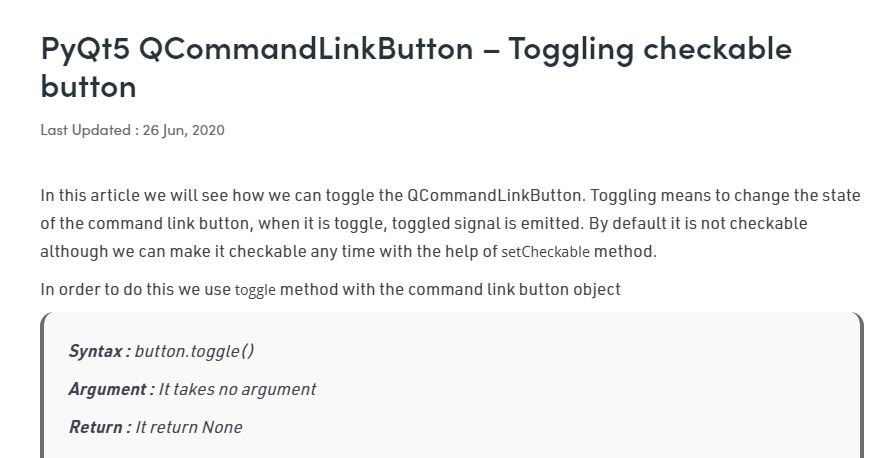 PyQt5 QCommandLinkButton – Toggling checkable
button
Last Updated : 26 Jun, 2020
In this article we will see how we can toggle the QCommandLinkButton. Toggling means to change the state
of the command link button, when it is toggle, toggled signal is emitted. By default it is not checkable
although we can make it checkable any time with the help of setCheckable method.
In order to do this we use toggle method with the command link button object
Syntax : button.toggle()
Argument : It takes no argument
Return : It return None